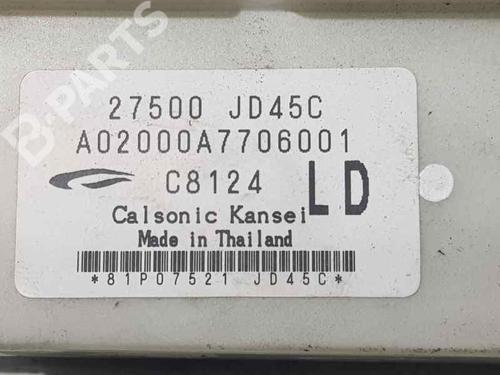 B-PARTS
27500 JD45C
A02000A7706001
C8124
LD
Calsonic Kansei
Made in Thailand
*81P07521 JD45C*